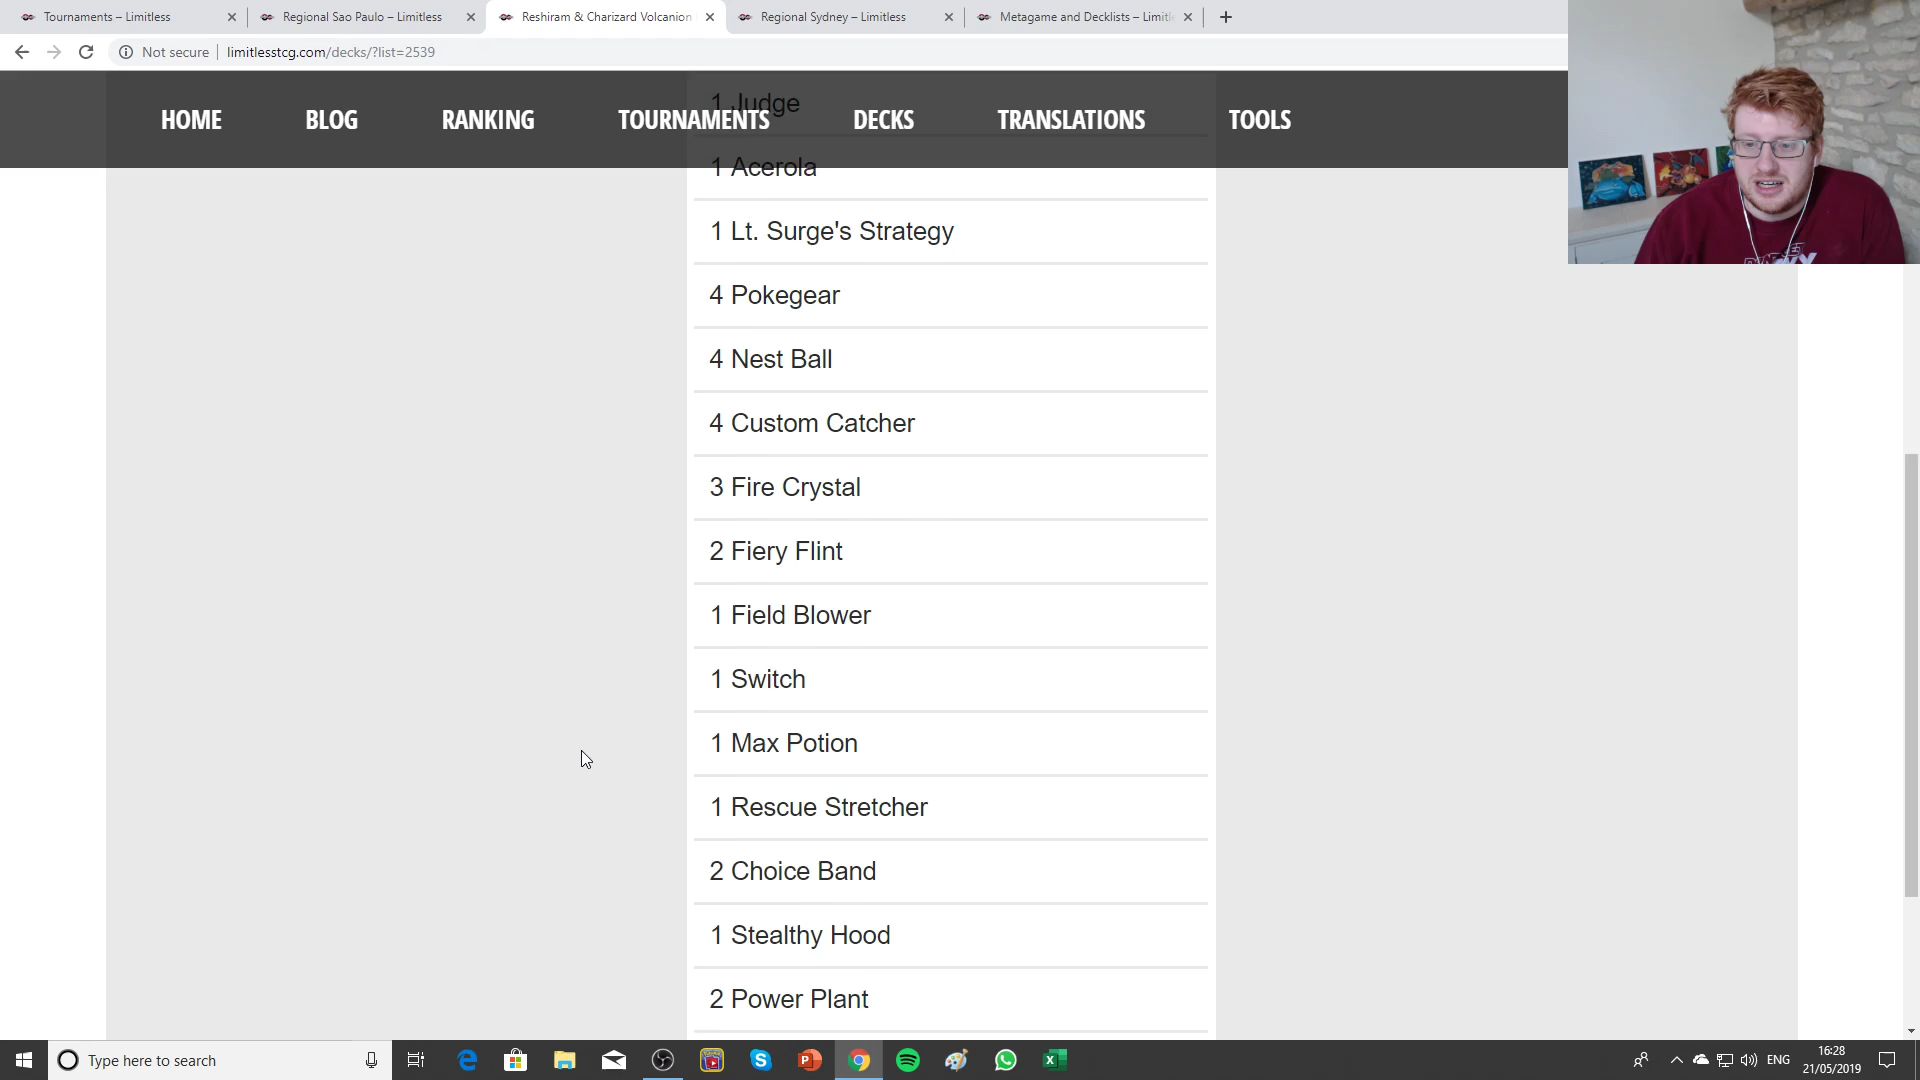 Tournaments – Limitless
Regional Sao Paulo – Limitless
Reshiram & Charizard Volcanion
Regional Sydney – Limitless
Metagame and Decklists – Limitl
Not secure
limitlesstcg.com/decks/?list=2539
HOME
BLOG
RANKING
TOURNAMENTS
DECKS
TRANSLATIONS
TOOLS
1 Judge
1 Acerola
1 Lt. Surge's Strategy
4 Pokegear
4 Nest Ball
4 Custom Catcher
3 Fire Crystal
2 Fiery Flint
1 Field Blower
1 Switch
1 Max Potion
1 Rescue Stretcher
2 Choice Band
1 Stealthy Hood
2 Power Plant
Type here to search
ENG
16:28
21/05/2019